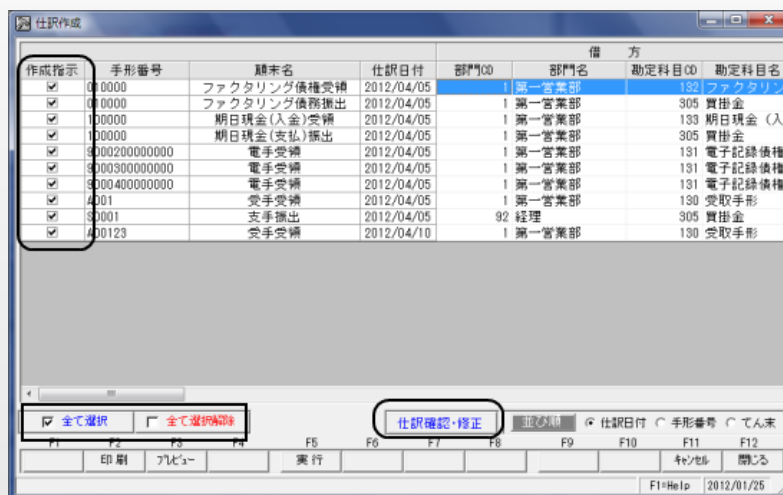 仕訳作成
借 方
作成指示 手形番号 顛末名 仕訳日付 部門CD 部門名 勘定科目CD 勘定科目名
010000 ファクタリング債権受領 2012/04/05 1 第一営業部 132 ファクタリン
010000 ファクタリング債務振出 2012/04/05 1 第一営業部 305 買掛金
100000 期日現金(入金)受領 2012/04/05 1 第一営業部 133 期日現金（入
100000 期日現金(支払)振出 2012/04/05 1 第一営業部 305 買掛金
9000200000000 電手受領 2012/04/05 1 第一営業部 131 電子記録債権
9000300000000 電手受領 2012/04/05 1 第一営業部 131 電子記録債権
9000400000000 電手受領 2012/04/05 1 第一営業部 131 電子記録債権
A001 受手受領 2012/04/05 1 第一営業部 130 受取手形
S0001 支手振出 2012/04/05 92 経理 305 買掛金
A00123 受手受領 2012/04/10 1 第一営業部 130 受取手形
全て選択 全て選択解除 仕訳確認・修正 並び順 仕訳日付 手形番号 てん末
F1 F2 F3 F4 F5 F6 F7 F8 F9 F10 F11 F12
印刷 プレビュー 実行 キャンセル 閉じる
F1=Help 2012/01/25